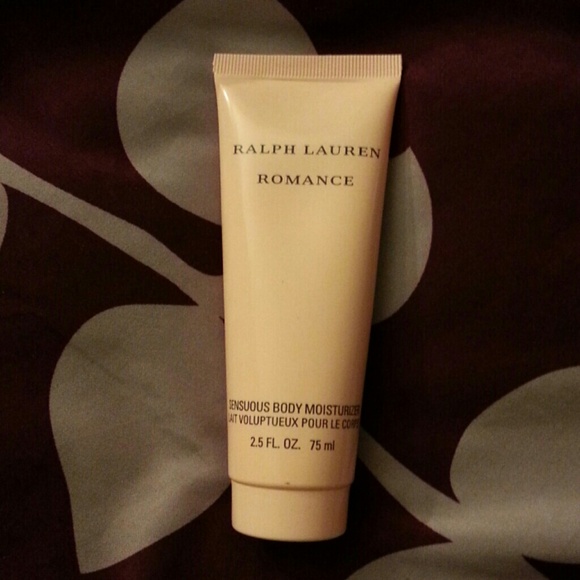 RALPH LAUREN
ROMANCE
SENSUOUS BODY MOISTURIZER
LAIT VOLUPTUEUX POUR LE CORPS
2.5 FL. OZ. 75 ml